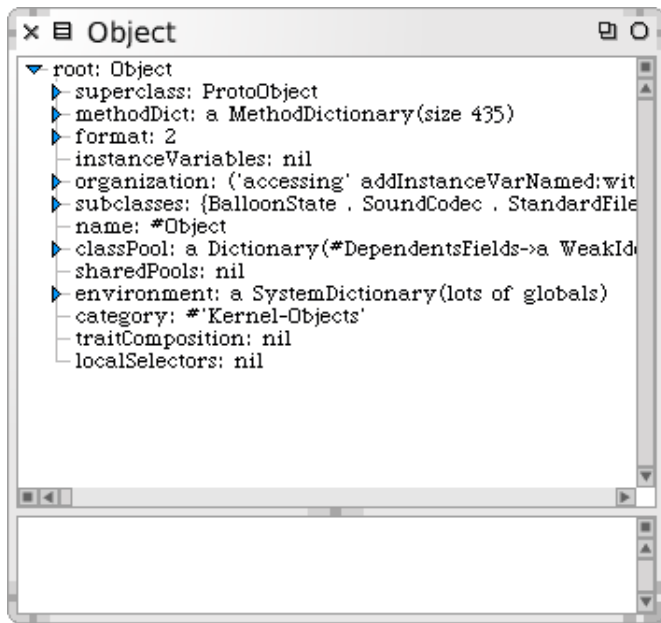 Object
root: Object
superclass: ProtoObject
methodDict: a MethodDictionary(size 435)
format: 2
instanceVariables: nil
organization: ('accessing' addInstanceVarNamed:wit
subclasses: {BalloonState . SoundCodec . StandardFile
name: #Object
classPool: a Dictionary(#DependentsFields->a WeakIde
sharedPools: nil
environment: a SystemDictionary(lots of globals)
category: #'Kernel-Objects'
traitComposition: nil
localSelectors: nil